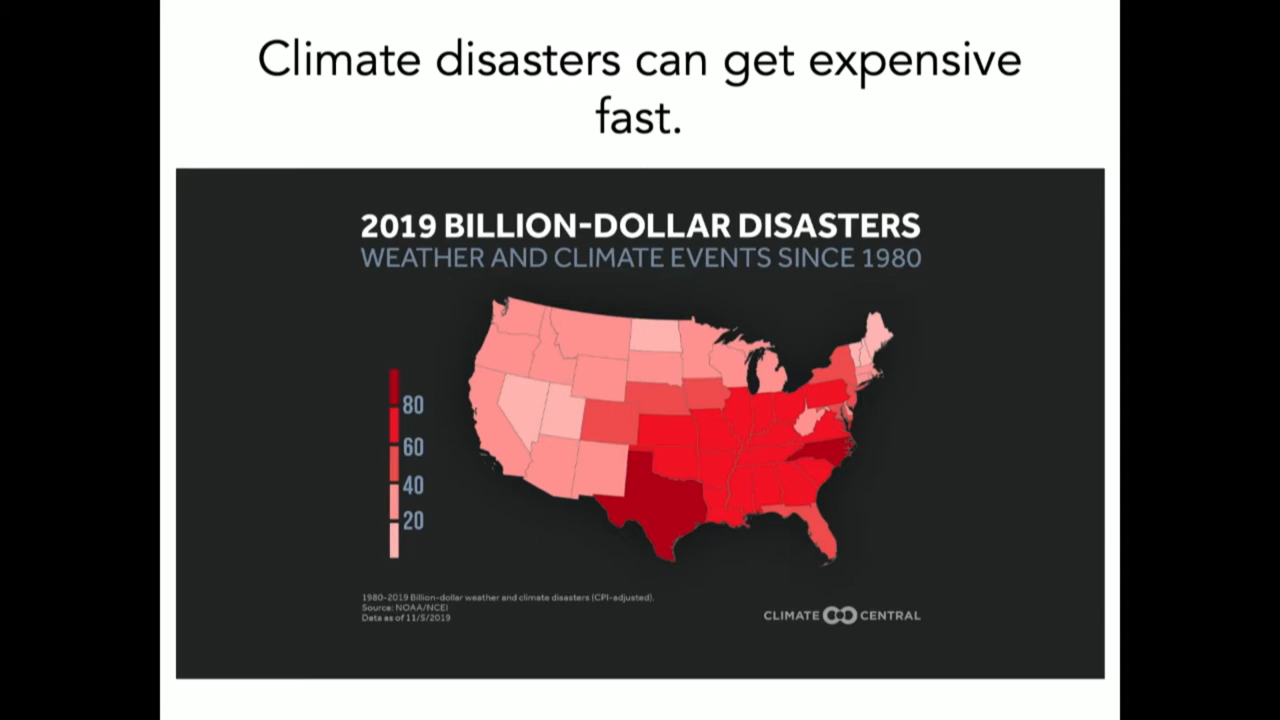 Climate disasters can get expensive
fast.
2019 BILLION-DOLLAR DISASTERS
WEATHER AND CLIMATE EVENTS SINCE 1980
80
60
40
20
1980-2019 Billion-dollar weather and climate disasters (CPI-adjusted).
Source: NOAA/NCEI
Data as of 11/5/2019
CLIMATE CENTRAL